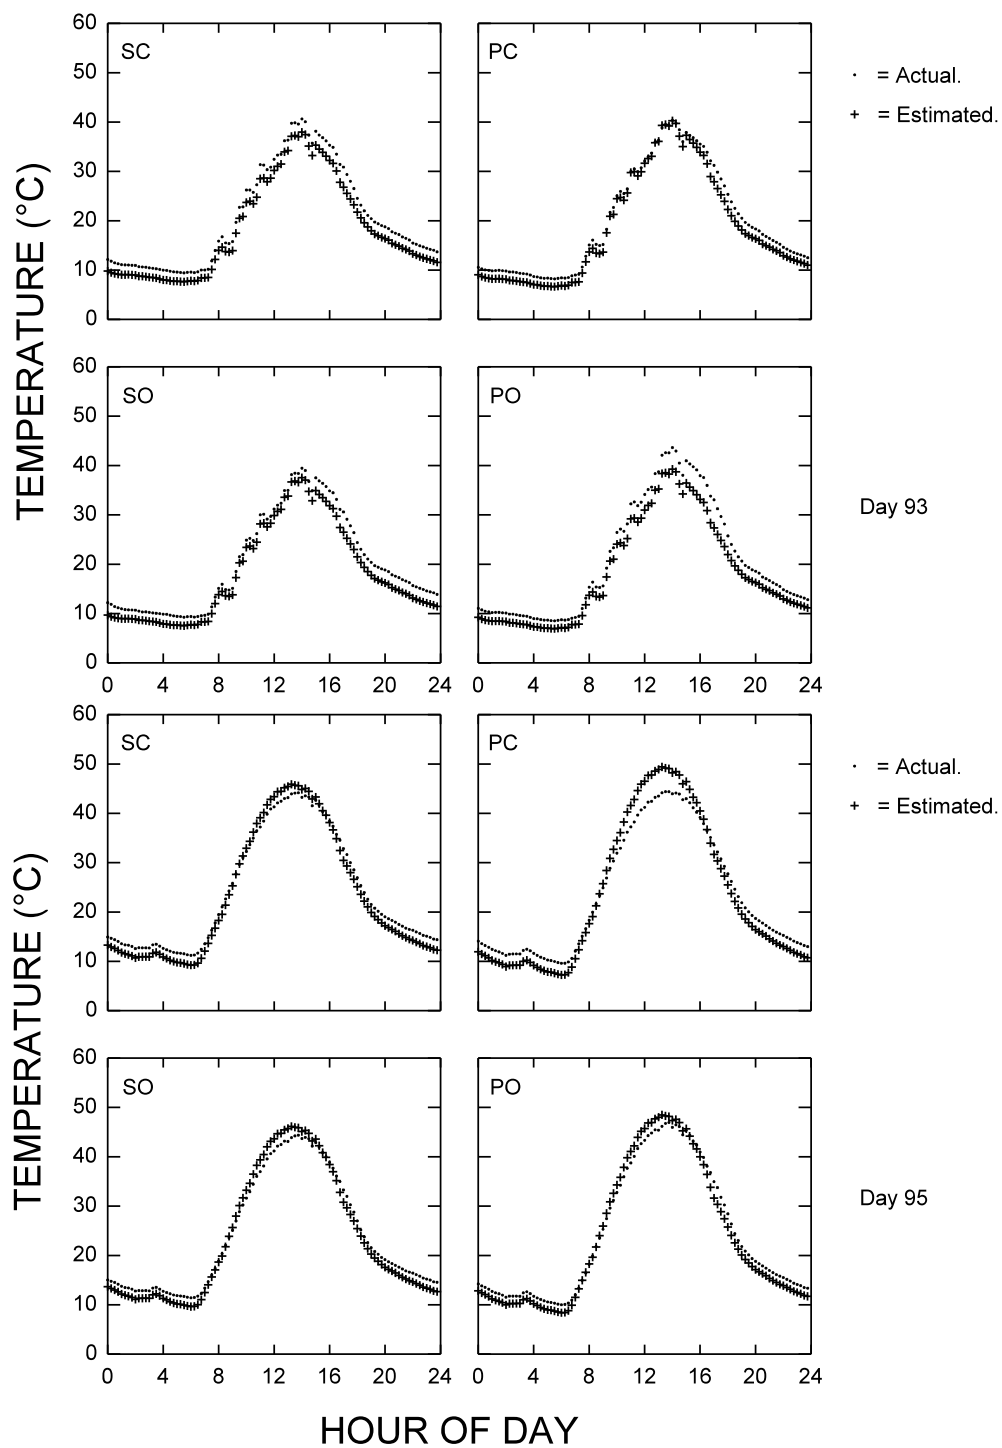 60
50
40
30
20
10
0
SC
PC
· = Actual.
+ = Estimated.
TEMPERATURE (°C)
60
50
40
30
20
10
0
SO
PO
Day 93
0 4 8 12 16 20 24
0 4 8 12 16 20 24
60
50
40
30
20
10
0
SC
PC
· = Actual.
+ = Estimated.
TEMPERATURE (°C)
60
50
40
30
20
10
0
SO
PO
Day 95
0 4 8 12 16 20 24
0 4 8 12 16 20 24
HOUR OF DAY